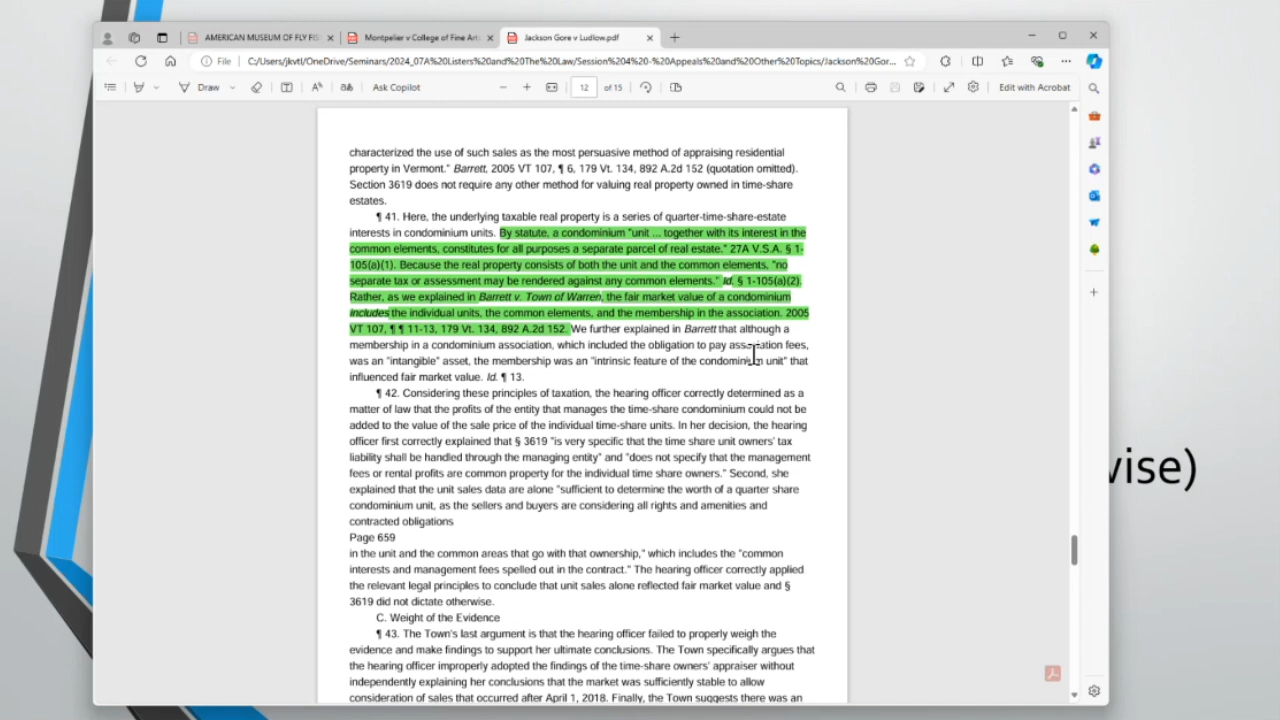 AMERICAN MUSEUM OF FLY FIS
Montpelier v College of Fine Arts
Jackson Gore v Ludlow.pdf
File
C:/Users/jkvtl/OneDrive/Seminars/2024_07A%20Listers%20and%20The%20Law/Session%204%20-%20Appeals%20and%20Other%20Topics/Jackson%20Gor...
Draw
Ask Copilot
12 of 15
Edit with Acrobat
characterized the use of such sales as the most persuasive method of appraising residential
property in Vermont." Barrett, 2005 VT 107, ¶ 6, 179 Vt. 134, 892 A.2d 152 (quotation omitted).
Section 3619 does not require any other method for valuing real property owned in time-share
estates.
¶ 41. Here, the underlying taxable real property is a series of quarter-time-share-estate
interests in condominium units. By statute, a condominium "unit ... together with its interest in the
common elements, constitutes for all purposes a separate parcel of real estate." 27A V.S.A. § 1-
105(a)(1). Because the real property consists of both the unit and the common elements, "no
separate tax or assessment may be rendered against any common elements." Id. § 1-105(a)(2).
Rather, as we explained in Barrett v. Town of Warren, the fair market value of a condominium
includes the individual units, the common elements, and the membership in the association. 2005
VT 107, ¶ ¶ 11-13, 179 Vt. 134, 892 A.2d 152. We further explained in Barrett that although a
membership in a condominium association, which included the obligation to pay association fees,
was an "intangible" asset, the membership was an "intrinsic feature of the condominium unit" that
influenced fair market value. Id. ¶ 13.
¶ 42. Considering these principles of taxation, the hearing officer correctly determined as a
matter of law that the profits of the entity that manages the time-share condominium could not be
added to the value of the sale price of the individual time-share units. In her decision, the hearing
officer first correctly explained that § 3619 "is very specific that the time share unit owners' tax
liability shall be handled through the managing entity" and "does not specify that the management
fees or rental profits are common property for the individual time share owners." Second, she
explained that the unit sales data are alone "sufficient to determine the worth of a quarter share
condominium unit, as the sellers and buyers are considering all rights and amenities and
contracted obligations
Page 659
in the unit and the common areas that go with that ownership," which includes the "common
interests and management fees spelled out in the contract." The hearing officer correctly applied
the relevant legal principles to conclude that unit sales alone reflected fair market value and §
3619 did not dictate otherwise.
C. Weight of the Evidence
¶ 43. The Town's last argument is that the hearing officer failed to properly weigh the
evidence and make findings to support her ultimate conclusions. The Town specifically argues that
the hearing officer improperly adopted the findings of the time-share owners' appraiser without
independently explaining her conclusions that the market was sufficiently stable to allow
consideration of sales that occurred after April 1, 2018. Finally, the Town suggests there was an
wise)